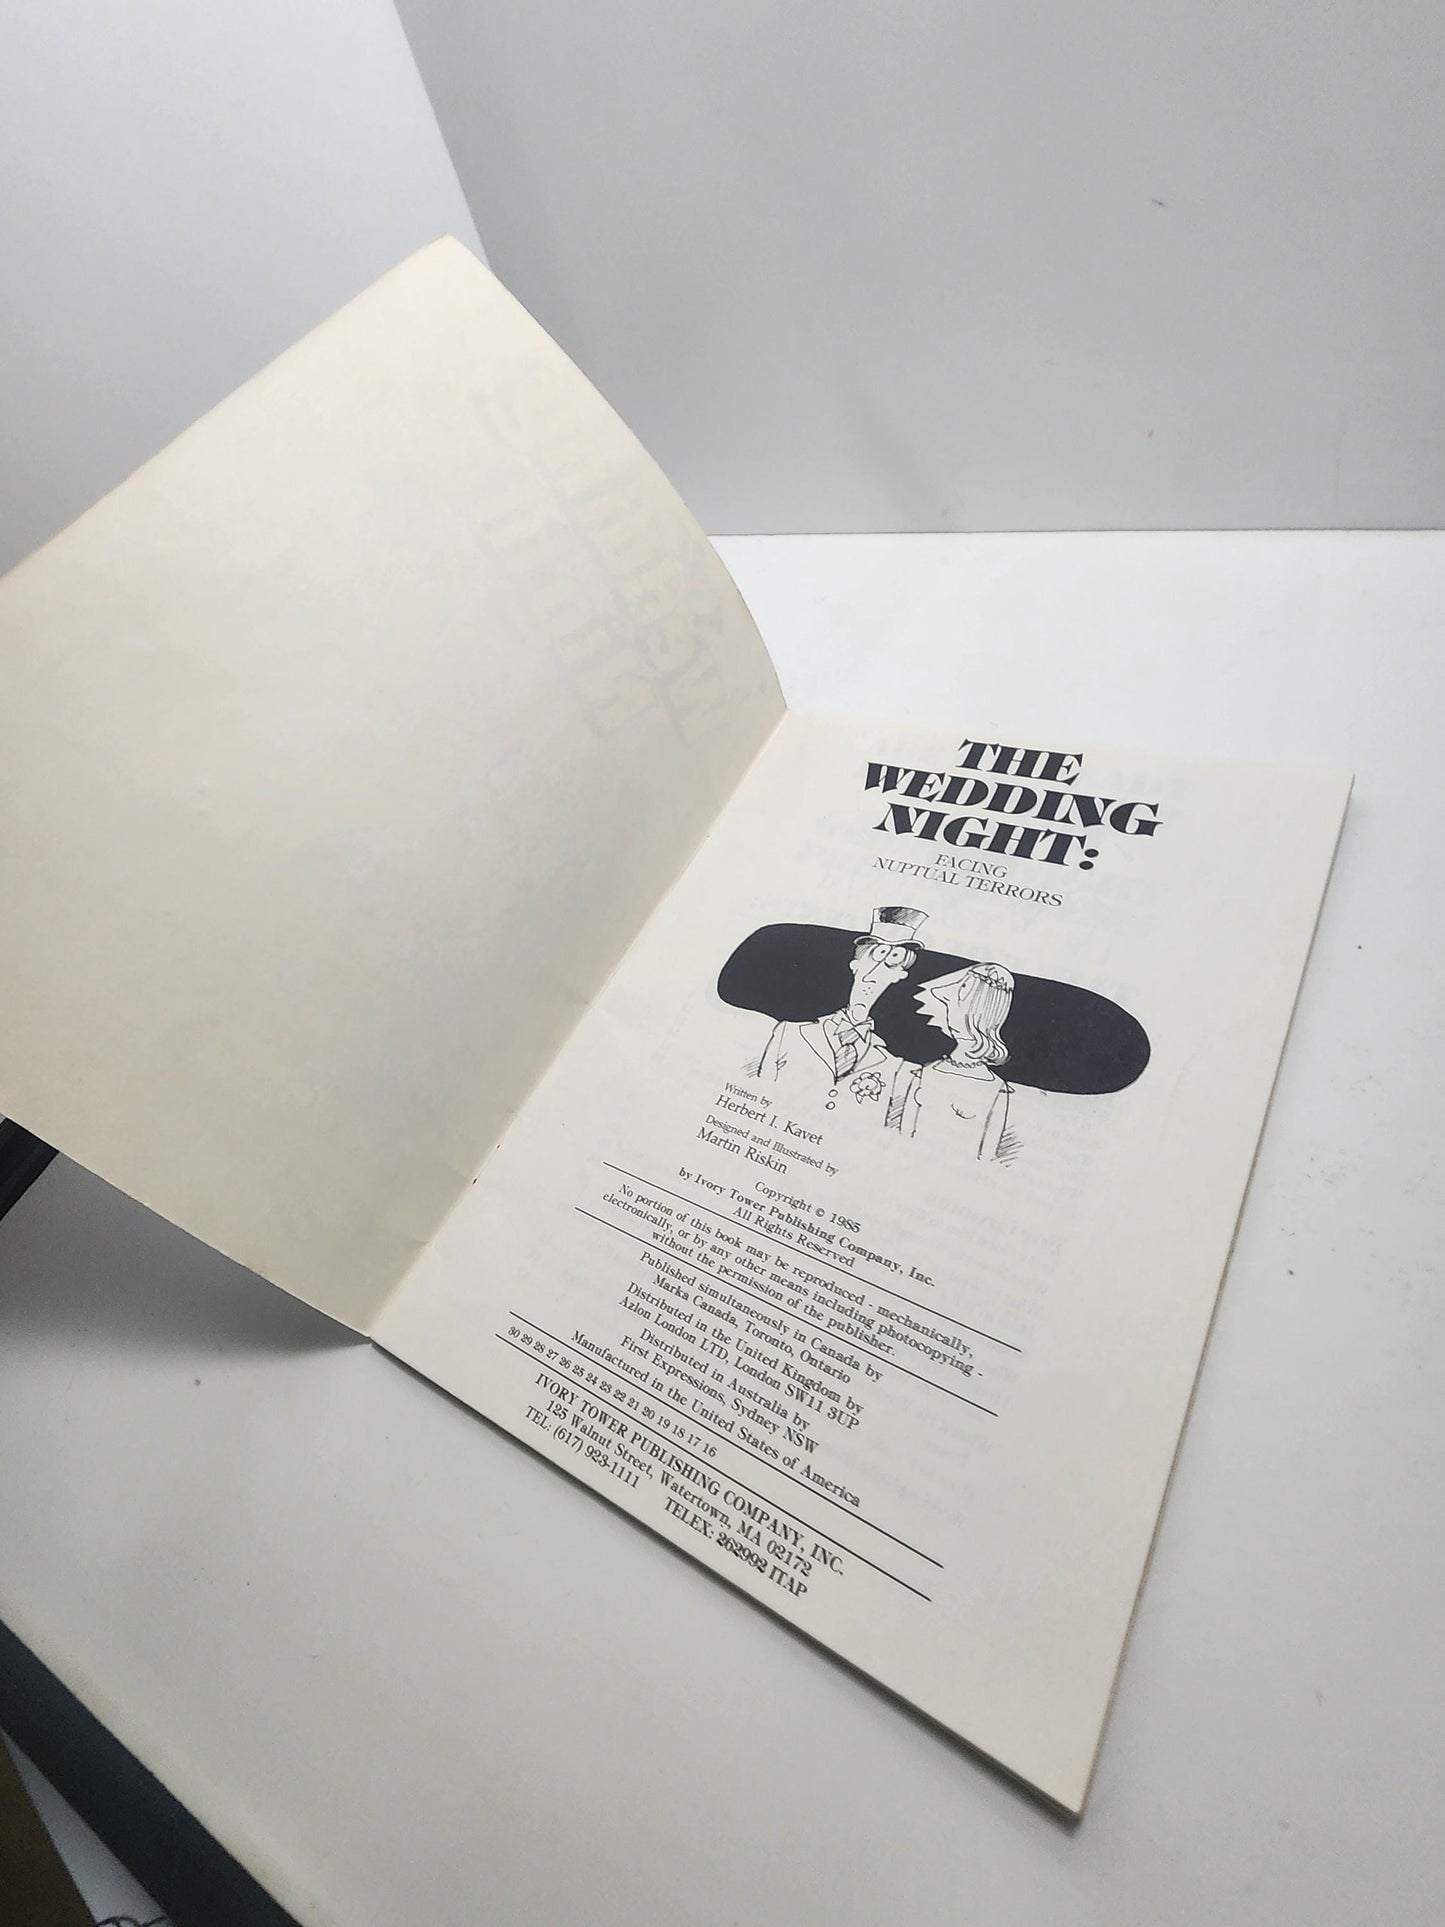 THE
WEDDING
NIGHT:
FACING
NUPTUAL TERRORS
Written by
Herbert I. Kavet
Designed and Illustrated by
Martin Riskin
Copyright © 1985
by Ivory Tower Publishing Company, Inc.
All Rights Reserved
No portion of this book may be reproduced - mechanically,
electronically, or by any other means including photocopying -
without the permission of the publisher.
Published simultaneously in Canada by
Marka Canada, Toronto, Ontario
Distributed in the United Kingdom by
Azlon London LTD, London SW11 3UP
Distributed in Australia by
First Expressions, Sydney NSW
Manufactured in the United States of America
30 29 28 27 26 25 24 23 22 21 20 19 18 17 16
IVORY TOWER PUBLISHING COMPANY, INC.
125 Walnut Street, Watertown, MA 02172
TEL: (617) 923-1111 TELEX: 262992 ITAP